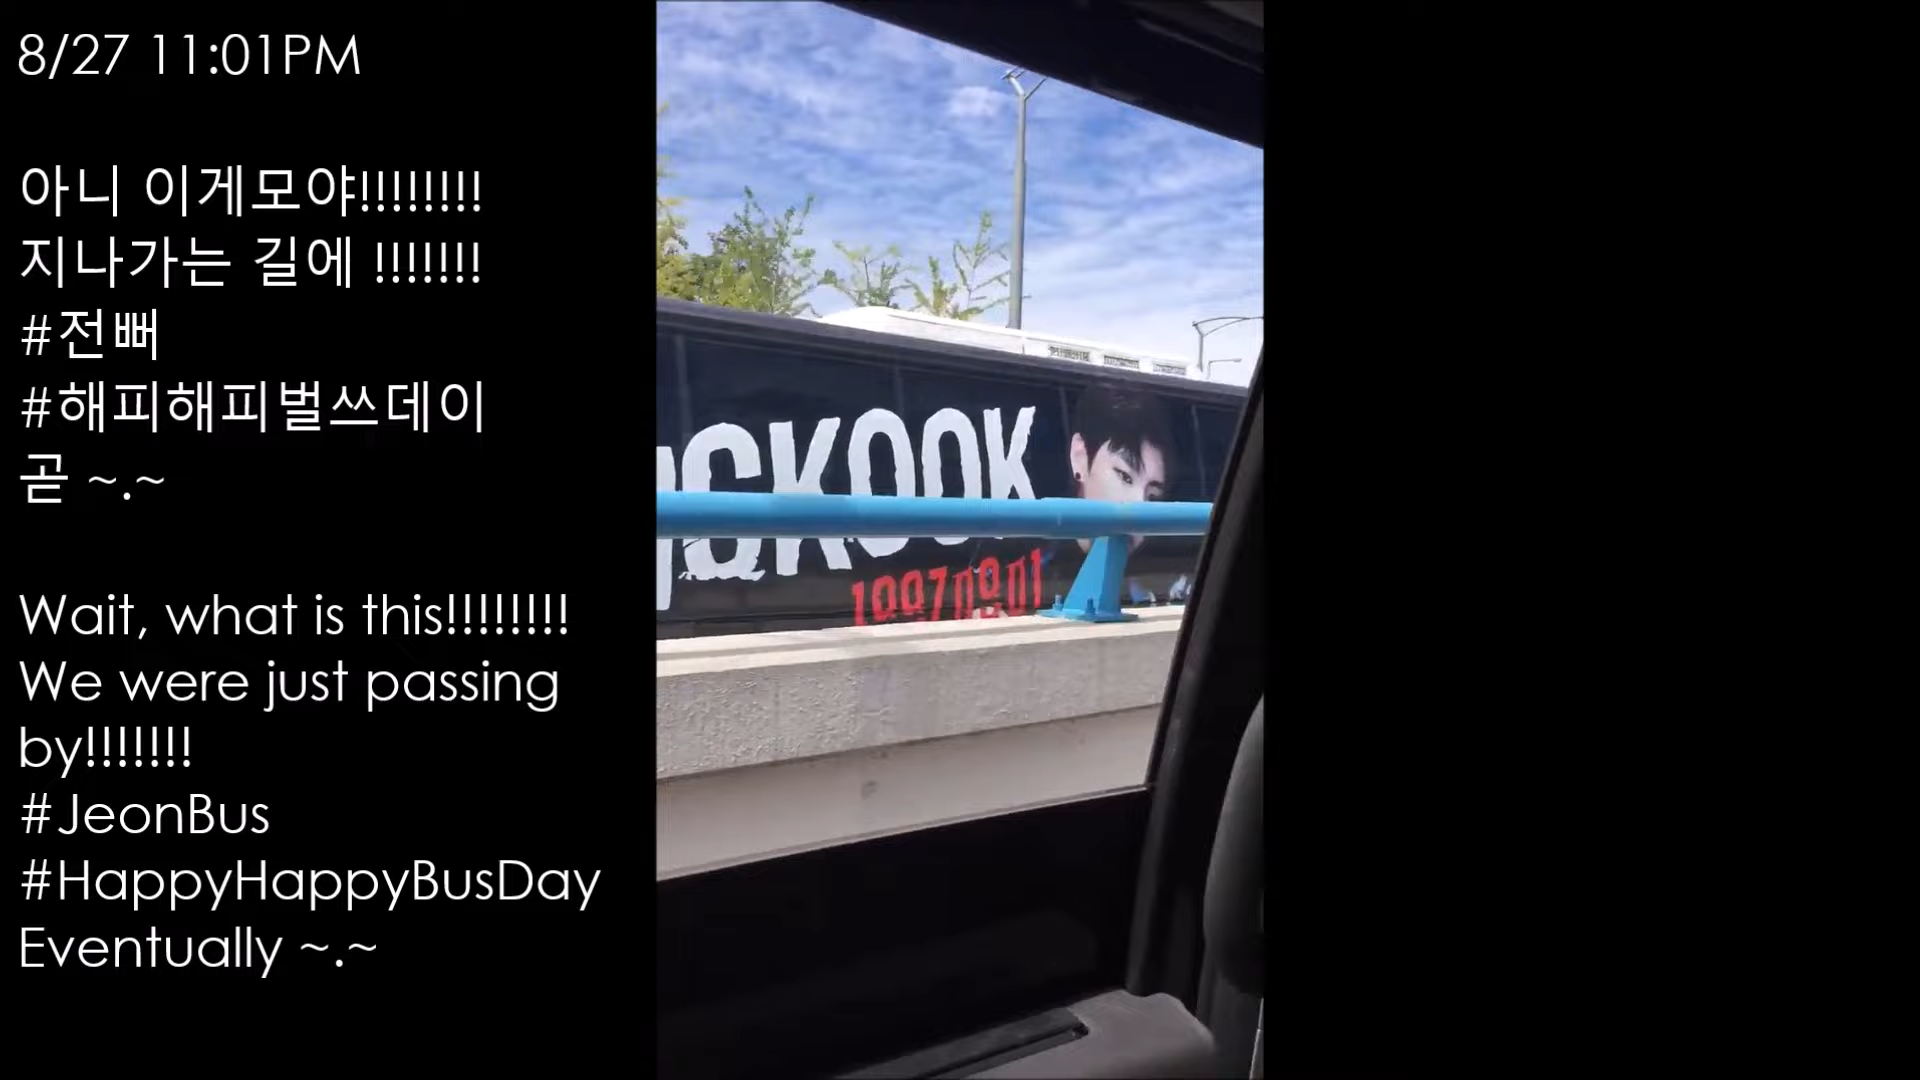 8/27 11:01PM
아니 이게모야!!!!!!!!
지나가는 길에 !!!!!!!
#전뻐
#해피해피벌쓰데이
곧 ~.~
Wait, what is this!!!!!!!!
We were just passing
by!!!!!!!
#JeonBus
#HappyHappyBusDay
Eventually ~.~
GKOOK
19970901